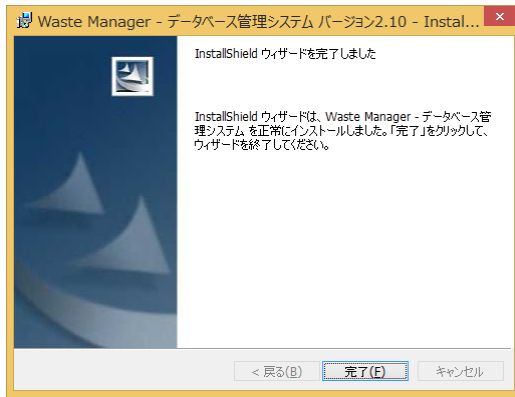 Waste Manager - データベース管理システム バージョン2.10 - Instal...
InstallShield ウィザードを完了しました
InstallShield ウィザードは、Waste Manager - データベース管
理システム を正常にインストールしました。「完了」をクリックして、
ウィザードを終了してください。
< 戻る(B) 完了(F) キャンセル